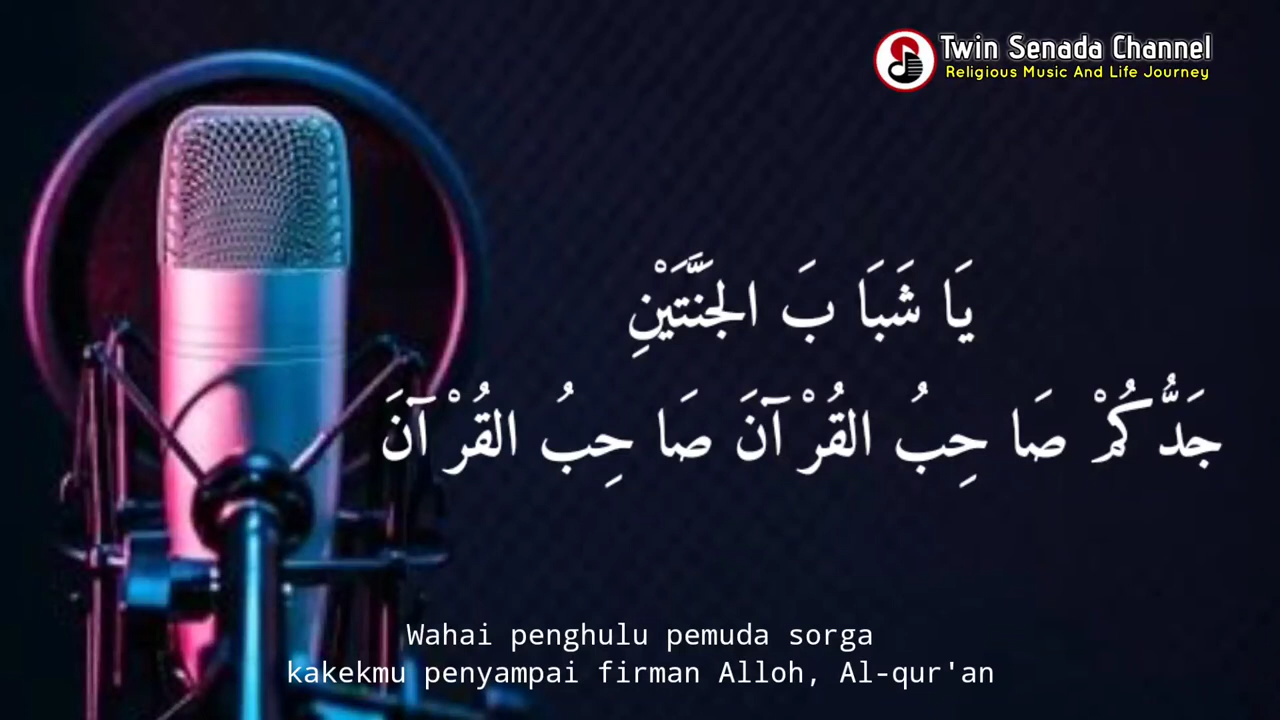 Twin Senada Channel
Religious Music And Life Journey
يَا شَبَا بَ الجَنَّتَيْنِ
جَدُّ كُمْ صَا حِبُ القُرْ آنَ صَا حِبُ القُرْ آنَ
Wahai penghulu pemuda sorga
kakekmu penyampai firman Alloh, Al-qur'an